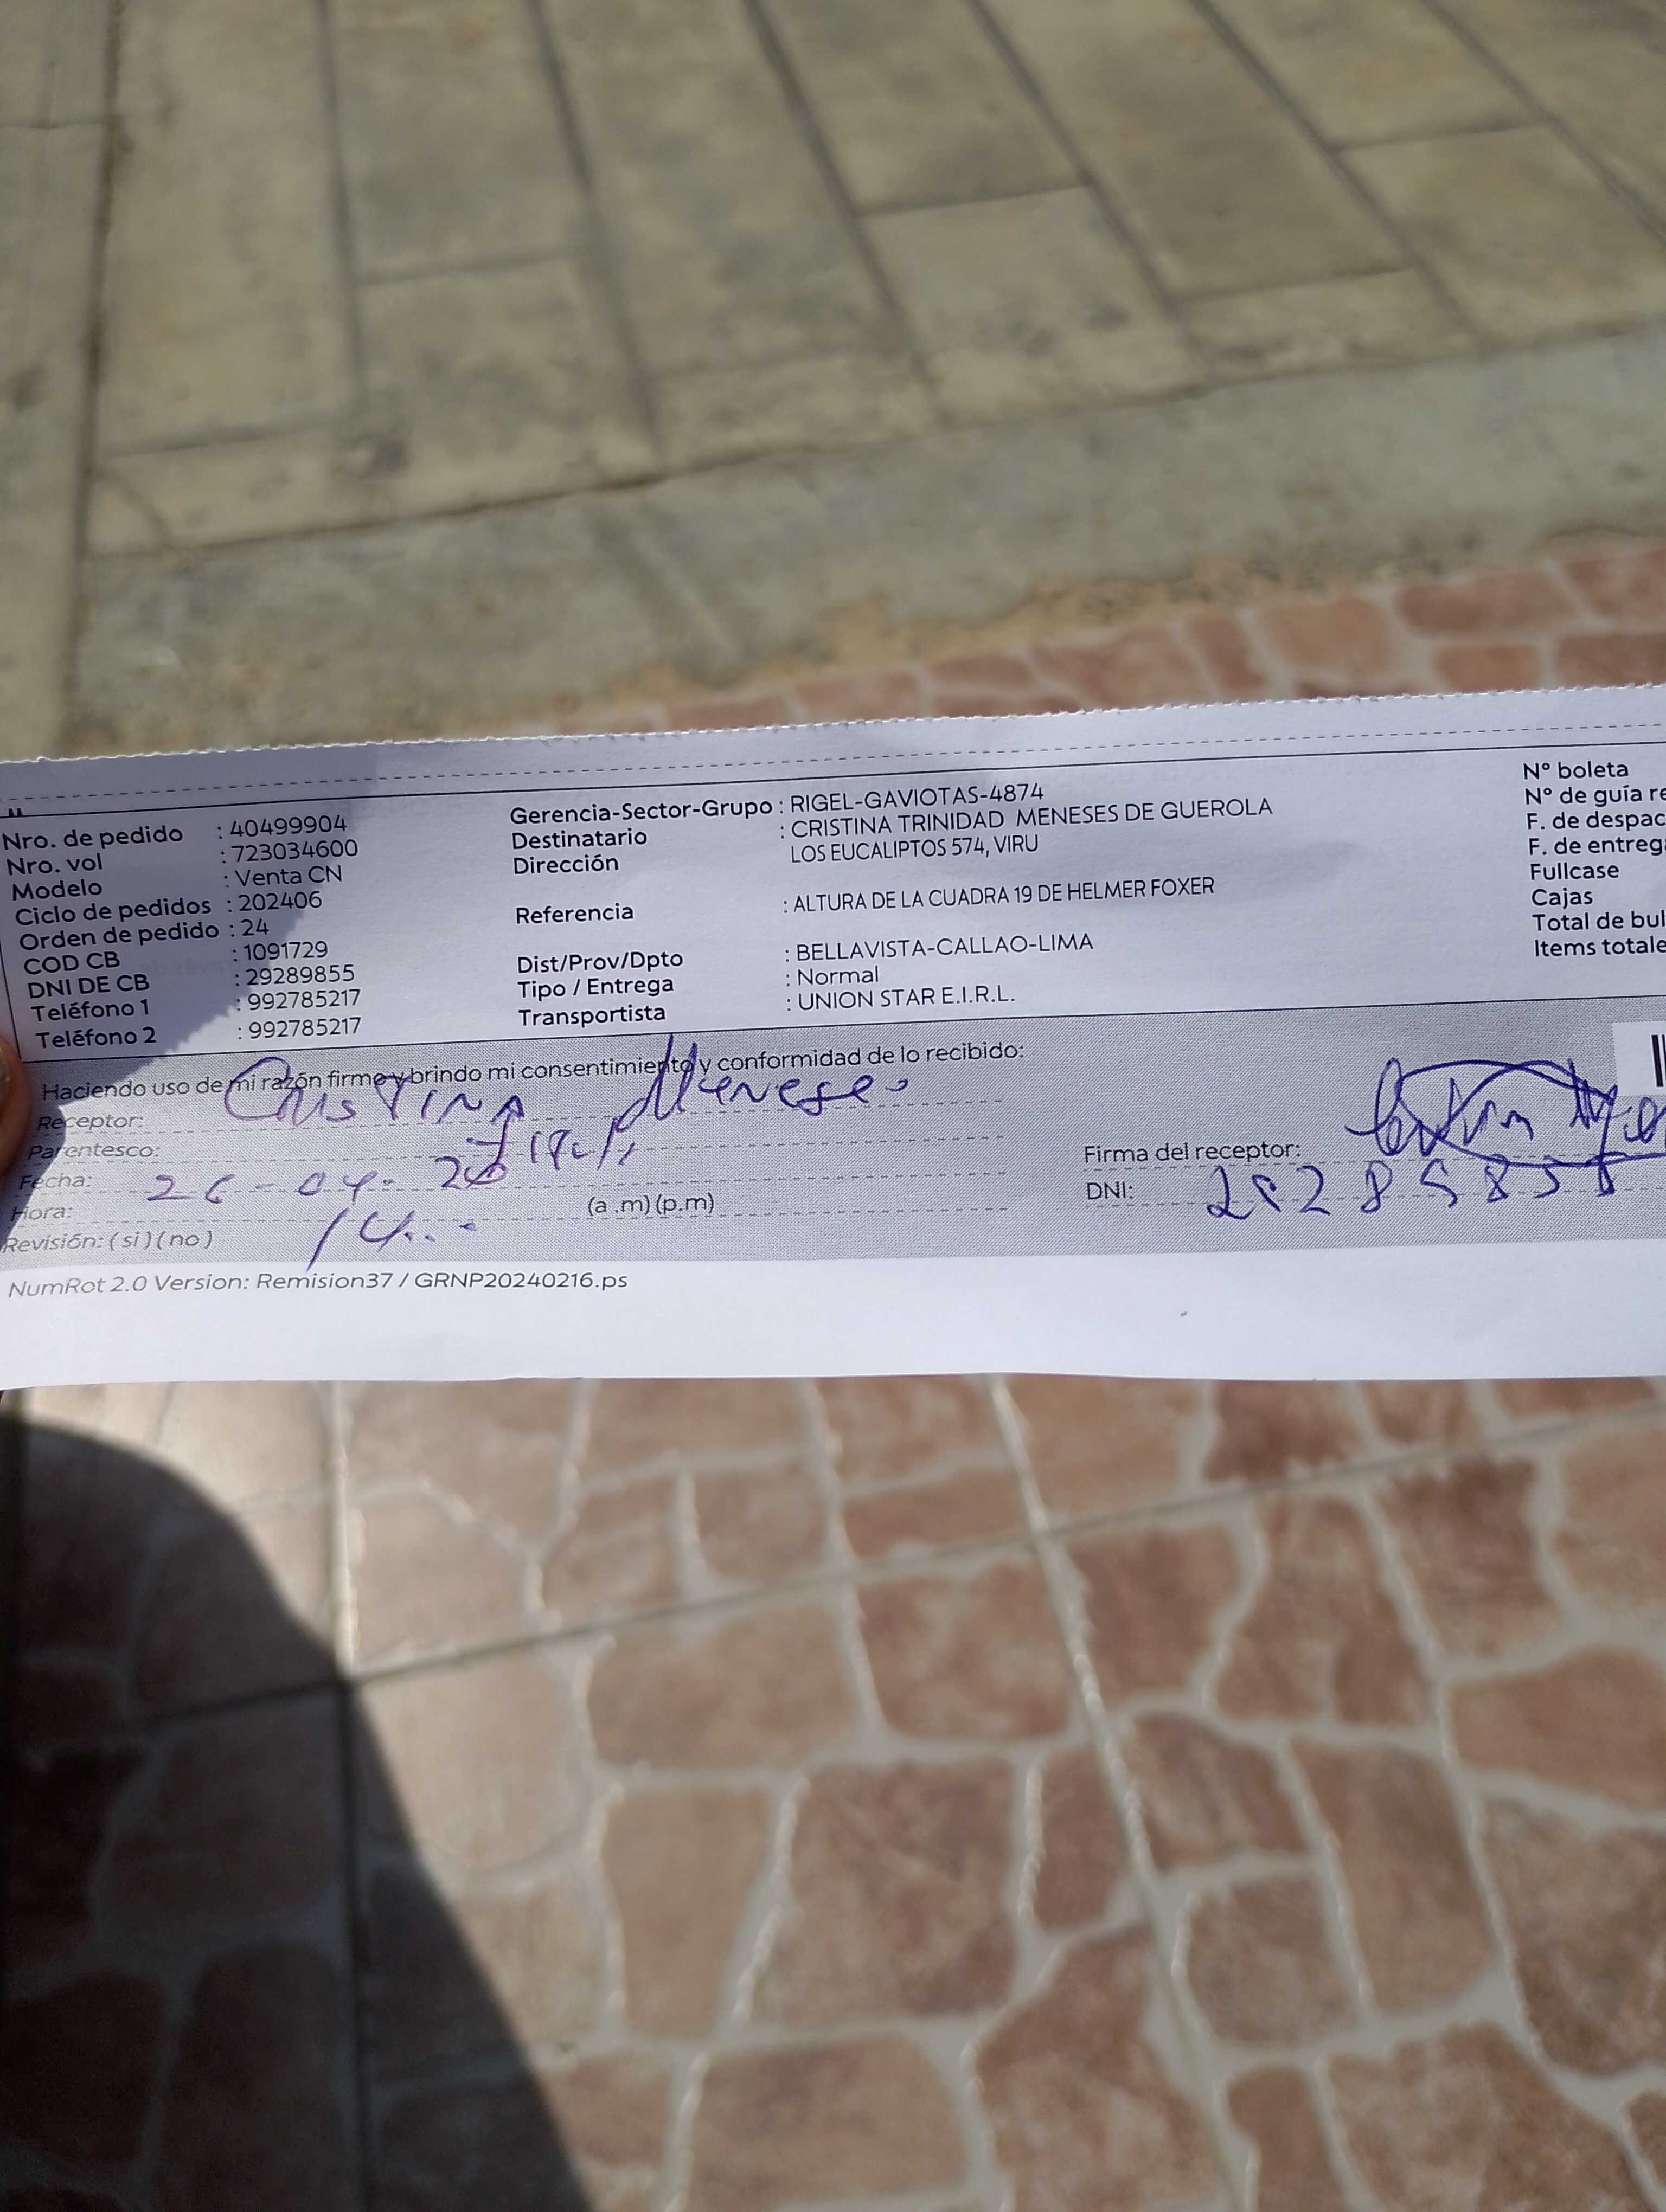 Nro. de pedido : 40499904
Nro. vol : 723034600
Modelo : Venta CN
Ciclo de pedidos : 202406
Orden de pedido : 24
COD CB : 1091729
DNI DE CB : 29289855
Teléfono 1 : 992785217
Teléfono 2 : 992785217
Gerencia-Sector-Grupo : RIGEL-GAVIOTAS-4874
Destinatario : CRISTINA TRINIDAD MENESES DE GUEROLA
Dirección LOS EUCALIPTOS 574, VIRU
Referencia : ALTURA DE LA CUADRA 19 DE HELMER FOXER
Dist/Prov/Dpto : BELLAVISTA-CALLAO-LIMA
Tipo / Entrega : Normal
Transportista : UNION STAR E.I.R.L.
N° boleta
N° de guía re
F. de despac
F. de entreg
Fullcase
Cajas
Total de bul
Items totale
Haciendo uso de mi razón firmo y brindo mi consentimiento y conformidad de lo recibido:
Receptor: Cristina Meneses
Parentesco:
Fecha: 26-04-
Hora: (a .m) (p.m)
Revisión: ( si ) ( no )
Firma del receptor:
DNI:
NumRot 2.0 Version: Remision37 / GRNP20240216.ps